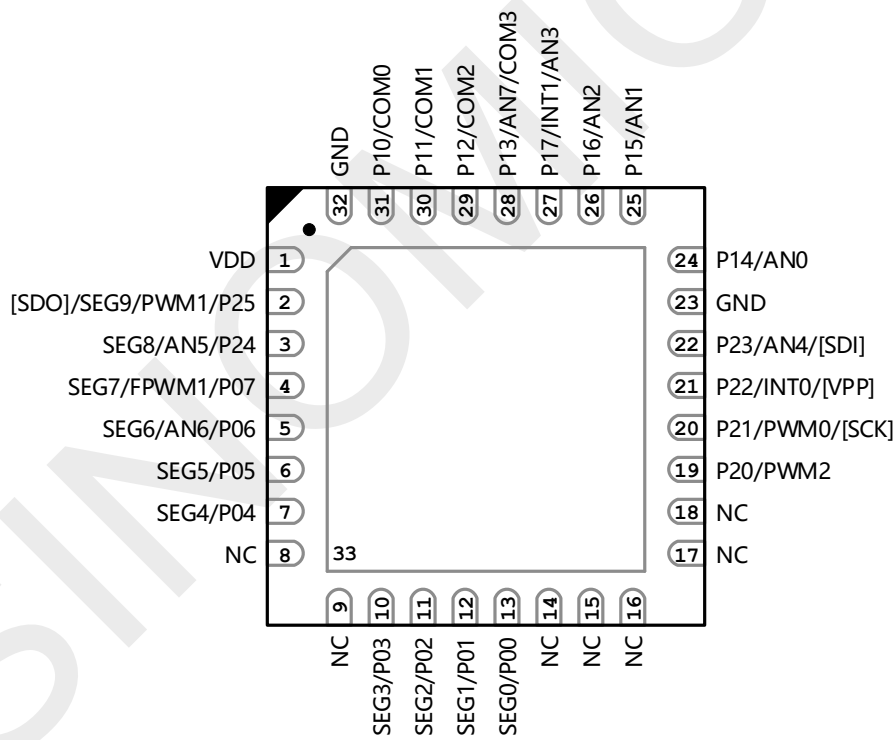 SINOMIC
GND
P10/COM0
P11/COM1
P12/COM2
P13/AN7/COM3
P17/INT1/AN3
P16/AN2
P15/AN1
32
31
30
29
28
27
26
25
VDD 1
[SDO]/SEG9/PWM1/P25 2
SEG8/AN5/P24 3
SEG7/FPWM1/P07 4
SEG6/AN6/P06 5
SEG5/P05 6
SEG4/P04 7
NC 8
33
24 P14/AN0
23 GND
22 P23/AN4/[SDI]
21 P22/INT0/[VPP]
20 P21/PWM0/[SCK]
19 P20/PWM2
18 NC
17 NC
9
10
11
12
13
14
15
16
NC
SEG3/P03
SEG2/P02
SEG1/P01
SEG0/P00
NC
NC
NC